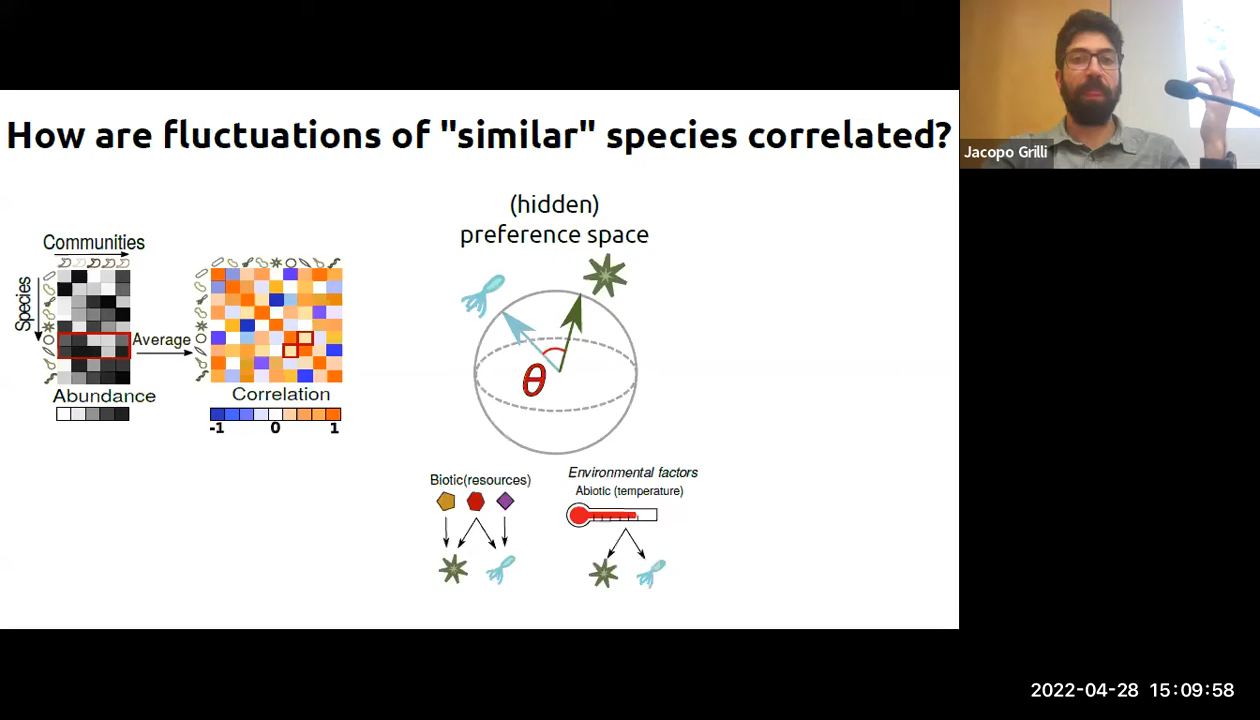 How are fluctuations of "similar" species correlated?
Jacopo Grilli
(hidden)
preference space
Communities
Species
Average
Abundance
Correlation
-1 0 1
θ
Biotic(resources)
Environmental factors
Abiotic (temperature)
2022-04-28 15:09:58